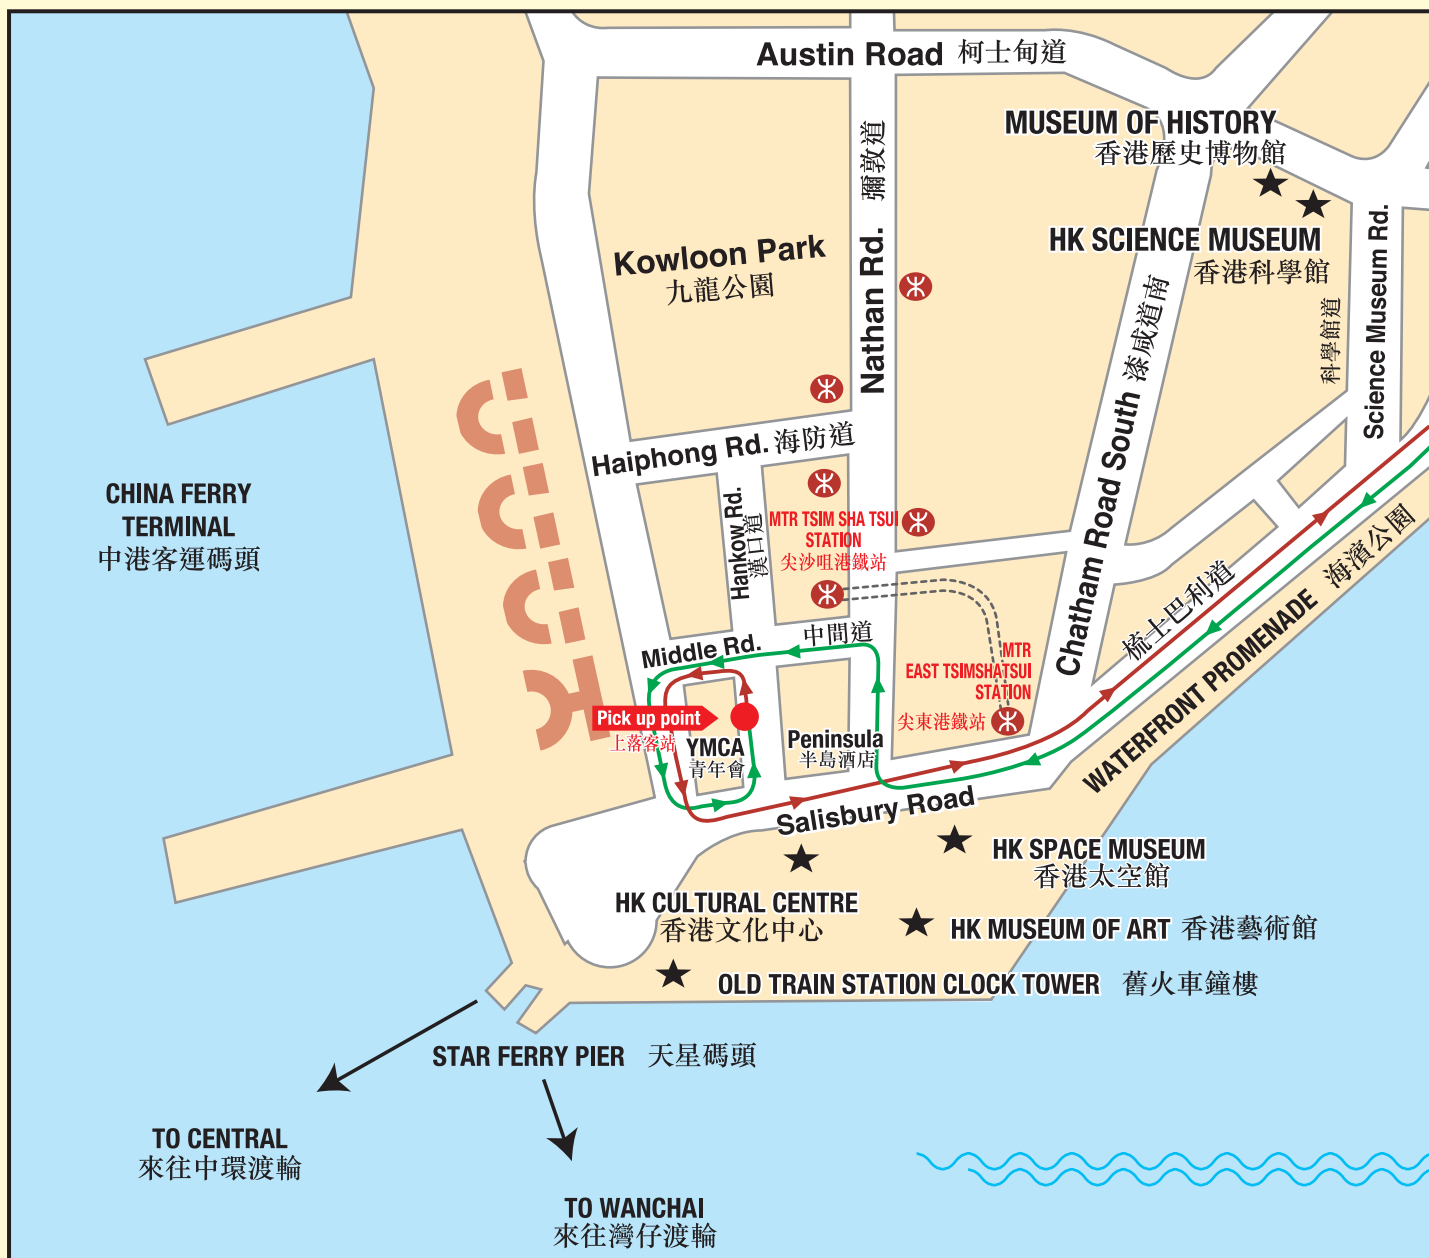 Austin Road 柯士甸道
MUSEUM OF HISTORY
香港歷史博物館
彌敦道
Nathan Rd.
Kowloon Park
九龍公園
HK SCIENCE MUSEUM
香港科學館
Science Museum Rd.
科學館道
Chatham Road South 漆咸道南
Haiphong Rd. 海防道
Hankow Rd.
漢口道
CHINA FERRY
TERMINAL
中港客運碼頭
MTR TSIM SHA TSUI
STATION
尖沙咀港鐵站
Middle Rd. 中間道
MTR
EAST TSIMSHATSUI
STATION
尖東港鐵站
梳士巴利道
WATERFRONT PROMENADE 海濱公園
Pick up point
上落客站
YMCA
青年會
Peninsula
半島酒店
Salisbury Road
HK SPACE MUSEUM
香港太空館
HK CULTURAL CENTRE
香港文化中心
HK MUSEUM OF ART 香港藝術館
OLD TRAIN STATION CLOCK TOWER 舊火車鐘樓
STAR FERRY PIER 天星碼頭
TO CENTRAL
來往中環渡輪
TO WANCHAI
來往灣仔渡輪